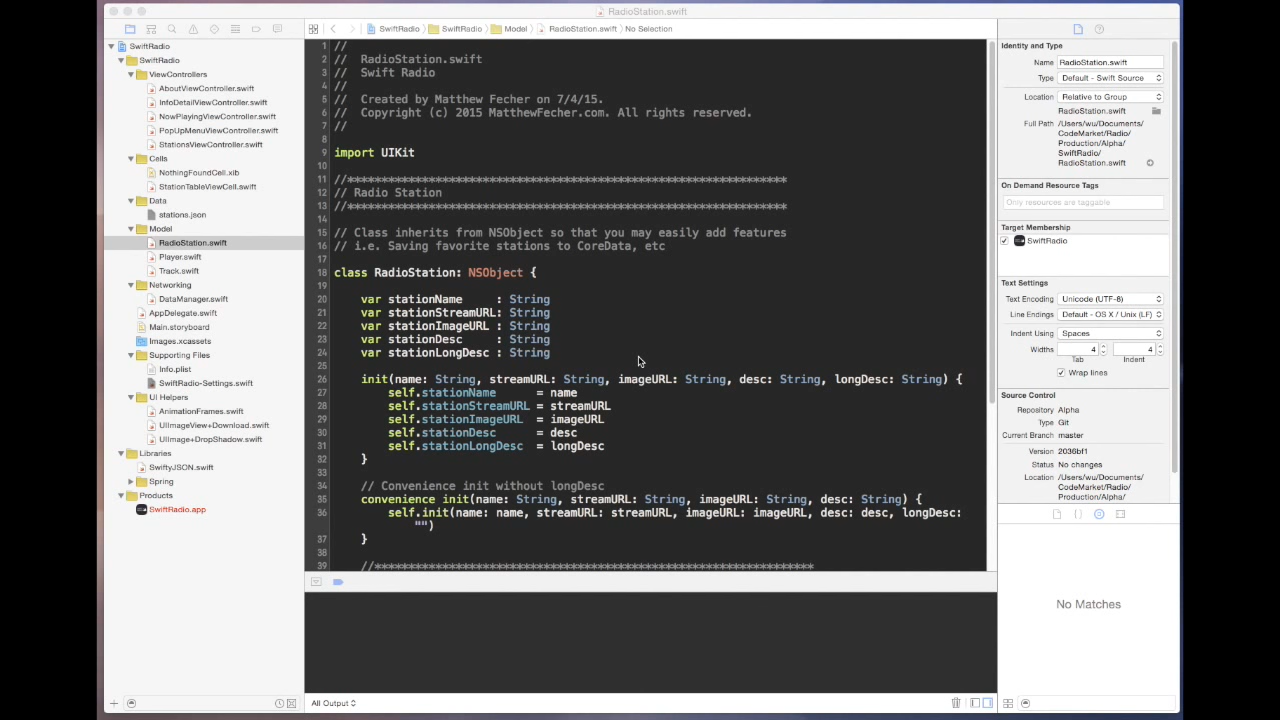 RadioStation.swift
SwiftRadio
SwiftRadio
Model
RadioStation.swift
No Selection
SwiftRadio
SwiftRadio
ViewControllers
AboutViewController.swift
InfoDetailViewController.swift
NowPlayingViewController.swift
PopUpMenuViewController.swift
StationsViewController.swift
Cells
NothingFoundCell.xib
StationTableViewCell.swift
Data
stations.json
Model
RadioStation.swift
Player.swift
Track.swift
Networking
DataManager.swift
AppDelegate.swift
Main.storyboard
Images.xcassets
Supporting Files
Info.plist
SwiftRadio-Settings.swift
UI Helpers
AnimationFrames.swift
UIImageView+Download.swift
UIImage+DropShadow.swift
Libraries
SwiftyJSON.swift
Spring
Products
SwiftRadio.app
1 //
2 //  RadioStation.swift
3 //  Swift Radio
4 //
5 //  Created by Matthew Fecher on 7/4/15.
6 //  Copyright (c) 2015 MatthewFecher.com. All rights reserved.
7 //
8
9 import UIKit
10
11 //*****************************************************************
12 // Radio Station
13 //*****************************************************************
14
15 // Class inherits from NSObject so that you may easily add features
16 // i.e. Saving favorite stations to CoreData, etc
17
18 class RadioStation: NSObject {
19
20     var stationName     : String
21     var stationStreamURL: String
22     var stationImageURL : String
23     var stationDesc     : String
24     var stationLongDesc : String
25
26     init(name: String, streamURL: String, imageURL: String, desc: String, longDesc: String) {
27         self.stationName      = name
28         self.stationStreamURL = streamURL
29         self.stationImageURL  = imageURL
30         self.stationDesc      = desc
31         self.stationLongDesc  = longDesc
32     }
33
34     // Convenience init without longDesc
35     convenience init(name: String, streamURL: String, imageURL: String, desc: String) {
36         self.init(name: name, streamURL: streamURL, imageURL: imageURL, desc: desc, longDesc:
"")
37     }
38
39     //*****************************************************************
All Output
Identity and Type
Name RadioStation.swift
Type Default - Swift Source
Location Relative to Group
RadioStation.swift
Full Path /Users/wu/Documents/
CodeMarket/Radio/
Production/Alpha/
SwiftRadio/
RadioStation.swift
On Demand Resource Tags
Only resources are taggable
Target Membership
SwiftRadio
Text Settings
Text Encoding Unicode (UTF-8)
Line Endings Default - OS X / Unix (LF)
Indent Using Spaces
Widths 4 4
Tab Indent
Wrap lines
Source Control
Repository Alpha
Type Git
Current Branch master
Version 2036bf1
Status No changes
Location /Users/wu/Documents/
CodeMarket/Radio/
Production/Alpha/
No Matches